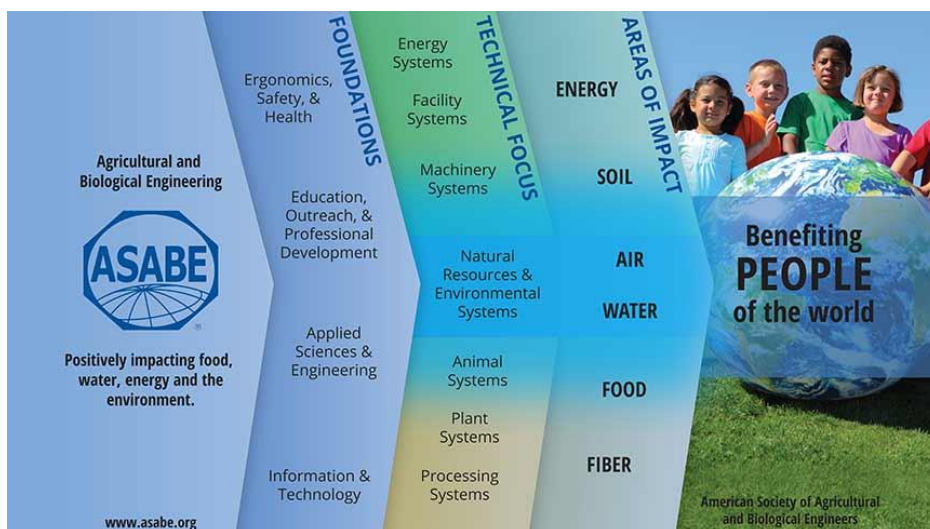 Agricultural and
Biological Engineering
ASABE
®
Positively impacting food,
water, energy and the
environment.
www.asabe.org
FOUNDATIONS
Ergonomics,
Safety, &
Health
Education,
Outreach, &
Professional
Development
Applied
Sciences &
Engineering
Information &
Technology
TECHNICAL FOCUS
Energy
Systems
Facility
Systems
Machinery
Systems
Natural
Resources &
Environmental
Systems
Animal
Systems
Plant
Systems
Processing
Systems
AREAS OF IMPACT
ENERGY
SOIL
AIR
WATER
FOOD
FIBER
Benefiting
PEOPLE
of the world
American Society of Agricultural
and Biological Engineers